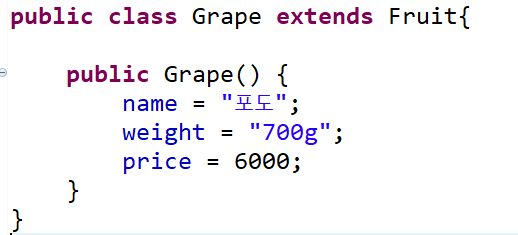 public class Grape extends Fruit{
public Grape() {
name = "포도";
weight = "700g";
price = 6000;
}
}